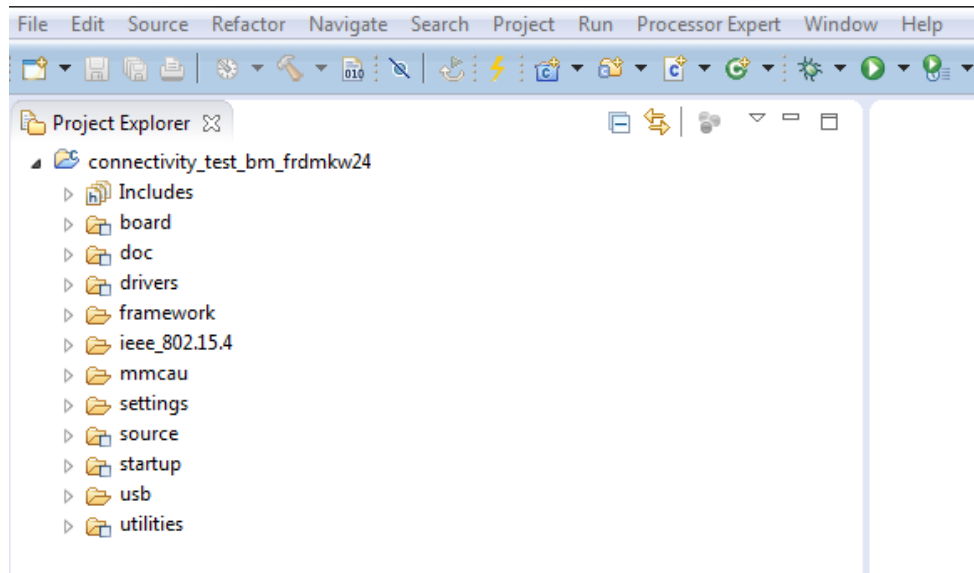 File Edit Source Refactor Navigate Search Project Run Processor Expert Window Help
010
Project Explorer
connectivity_test_bm_frdmkw24
Includes
board
doc
drivers
framework
ieee_802.15.4
mmcau
settings
source
startup
usb
utilities